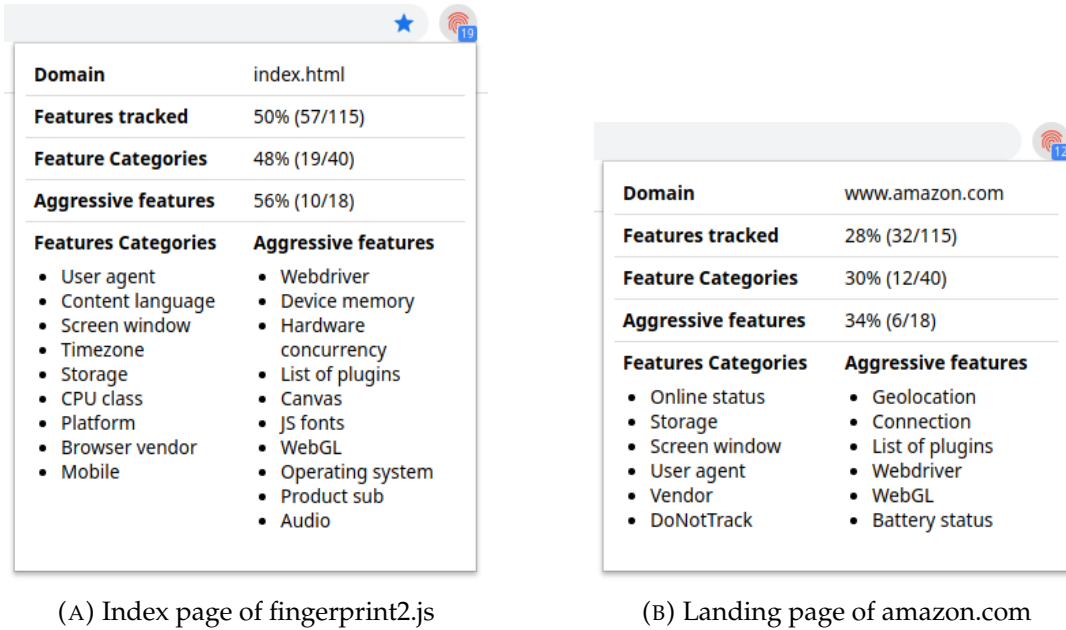 19
Domain index.html
Features tracked 50% (57/115)
Feature Categories 48% (19/40)
Aggressive features 56% (10/18)
Features Categories Aggressive features
• User agent • Webdriver
• Content language • Device memory
• Screen window • Hardware
• Timezone concurrency
• Storage • List of plugins
• CPU class • Canvas
• Platform • JS fonts
• Browser vendor • WebGL
• Mobile • Operating system
• Product sub
• Audio
(A) Index page of fingerprint2.js
12
Domain www.amazon.com
Features tracked 28% (32/115)
Feature Categories 30% (12/40)
Aggressive features 34% (6/18)
Features Categories Aggressive features
• Online status • Geolocation
• Storage • Connection
• Screen window • List of plugins
• User agent • Webdriver
• Vendor • WebGL
• DoNotTrack • Battery status
(B) Landing page of amazon.com